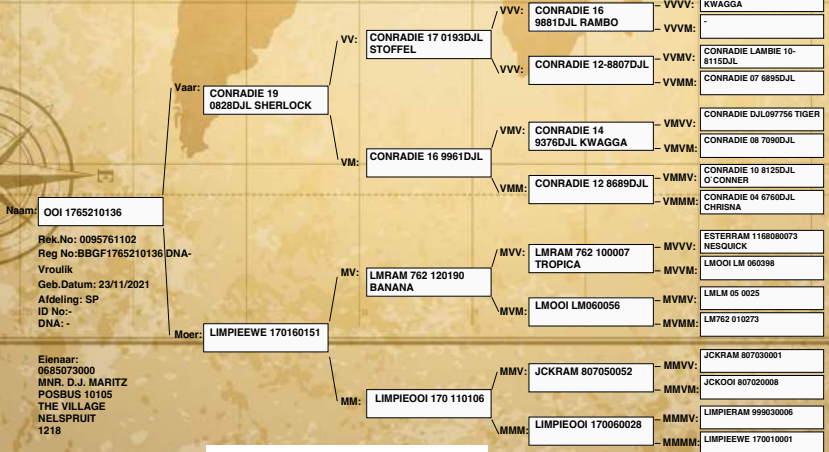 Naam: OOI 1765210136
Rek.No: 0095761102
Reg No:BBGF1765210136 DNA-
Vroulik
Geb.Datum: 23/11/2021
Afdeling: SP
ID No:-
DNA: -
Eienaar:
0685073000
MNR. D.J. MARITZ
POSBUS 10105
THE VILLAGE
NELSPRUIT
1218
Vaar: CONRADIE 19
0828DJL SHERLOCK
Moer: LIMPIEEWE 170160151
VV: CONRADIE 17 0193DJL
STOFFEL
VM: CONRADIE 16 9961DJL
MV: LMRAM 762 120190
BANANA
MM: LIMPIEOOI 170 110106
VVV: CONRADIE 16
9881DJL RAMBO
VVV: CONRADIE 12-8807DJL
VMV: CONRADIE 14
9376DJL KWAGGA
VMM: CONRADIE 12 8689DJL
MVV: LMRAM 762 100007
TROPICA
MVM: LMOOI LM060056
MMV: JCKRAM 807050052
MMM: LIMPIEOOI 170060028
VVVV: KWAGGA
VVVM: -
VVMV: CONRADIE LAMBIE 10-
8115DJL
VVMM: CONRADIE 07 6895DJL
VMVV: CONRADIE DJL097756 TIGER
VMVM: CONRADIE 08 7090DJL
VMMV: CONRADIE 10 8125DJL
O`CONNER
VMMM: CONRADIE 04 6760DJL
CHRISNA
MVVV: ESTERRAM 1168080073
NESQUICK
MVVM: LMOOI LM 060398
MVMV: LMLM 05 0025
MVMM: LM762 010273
MMVV: JCKRAM 807030001
MMVM: JCKOOI 807020008
MMMV: LIMPIERAM 999030006
MMMM: LIMPIEEWE 170010001
E